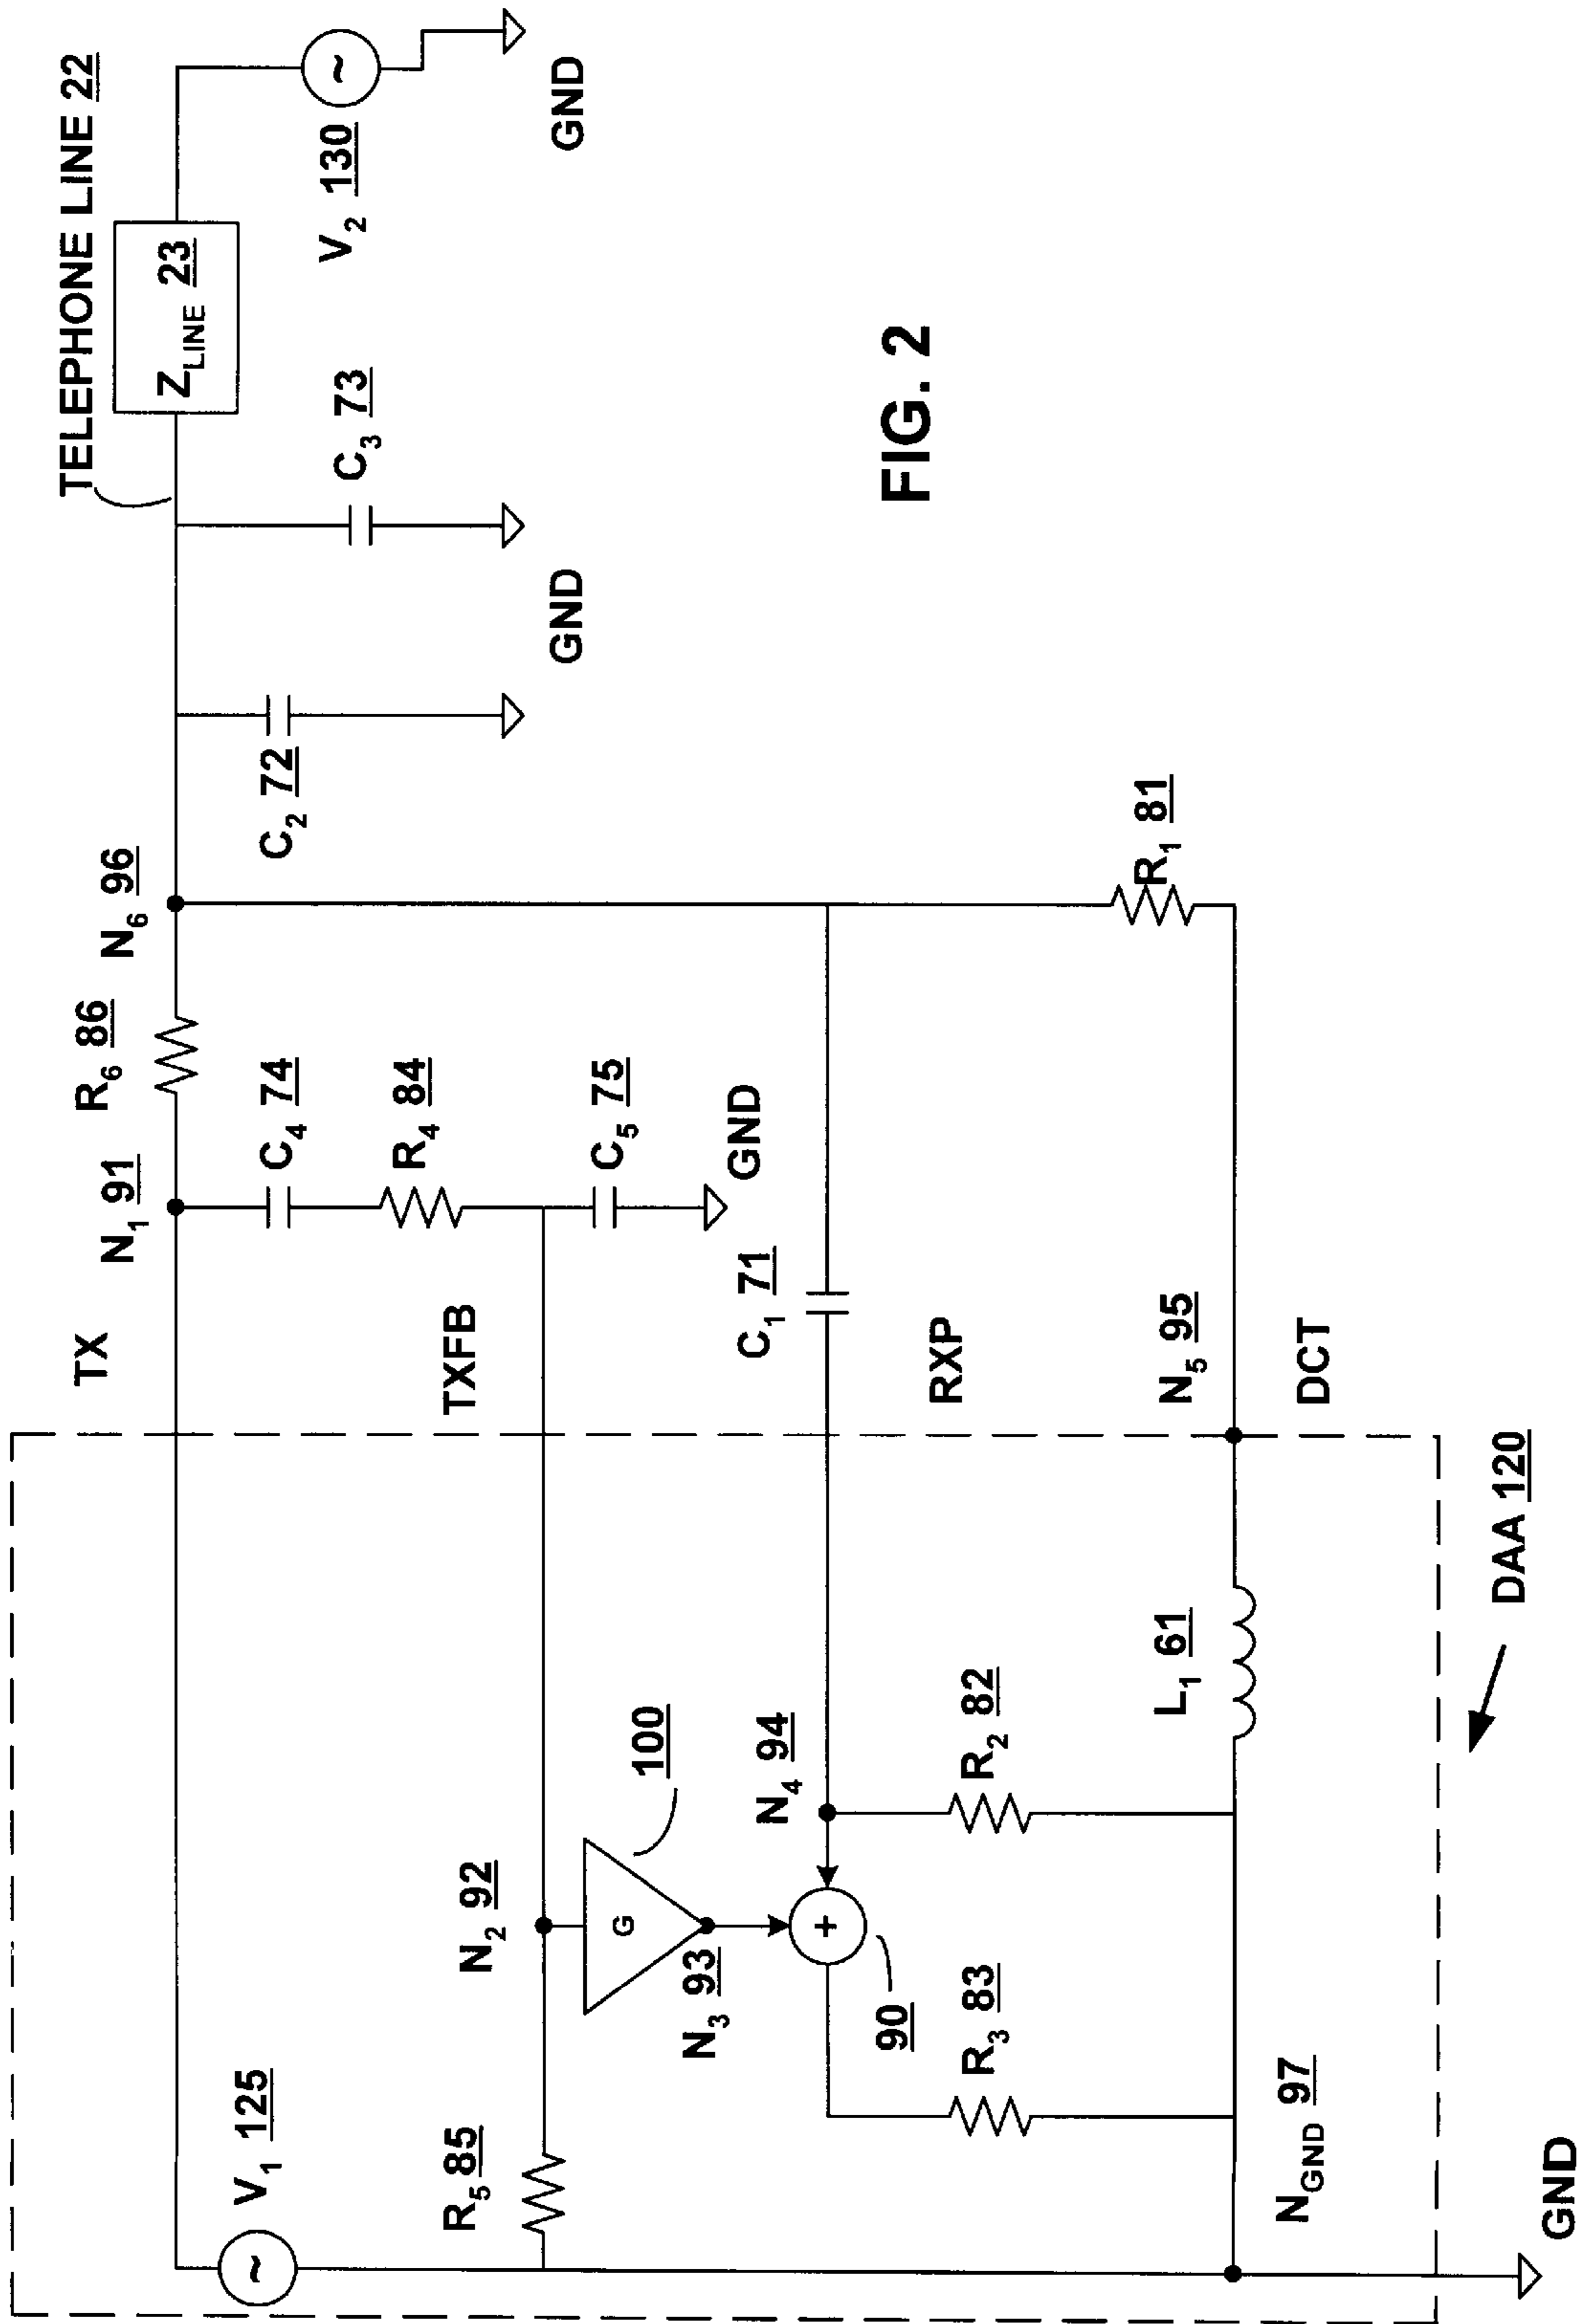 TELEPHONE LINE 22
Z_LINE 23
V_2 130
GND
C_3 73
GND
C_2 72
N_6 96
R_6 86
N_1 91
C_4 74
R_4 84
C_5 75
GND
TX
TXFB
C_1 71
RXP
R_1 81
N_5 95
DCT
DAA 120
L_1 61
R_2 82
N_4 94
100
N_2 92
G
N_3 93
+
90
R_3 83
R_5 85
V_1 125
~
~
N_GND 97
GND
FIG. 2